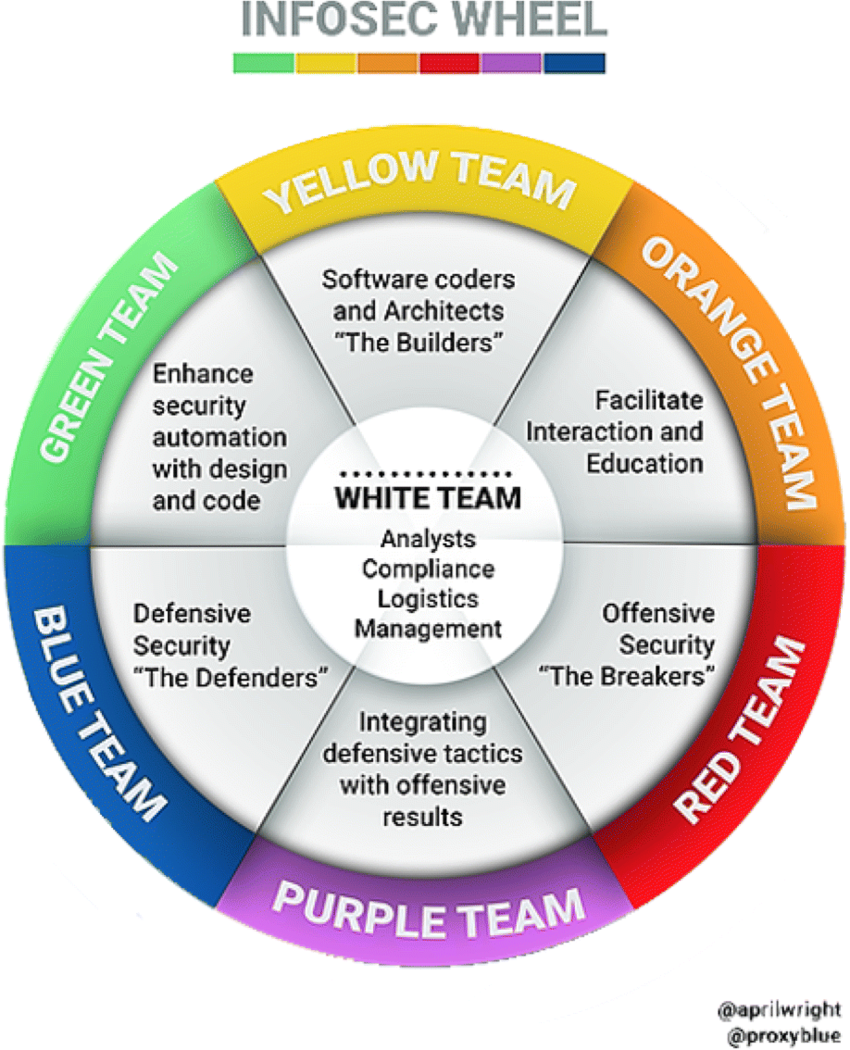 INFOSEC WHEEL
YELLOW TEAM
Software coders
and Architects
“The Builders”
ORANGE TEAM
Facilitate
Interaction and
Education
RED TEAM
Offensive
Security
“The Breakers”
PURPLE TEAM
Integrating
defensive tactics
with offensive
results
BLUE TEAM
Defensive
Security
“The Defenders”
GREEN TEAM
Enhance
security
automation
with design
and code
WHITE TEAM
Analysts
Compliance
Logistics
Management
@aprilwright
@proxyblue